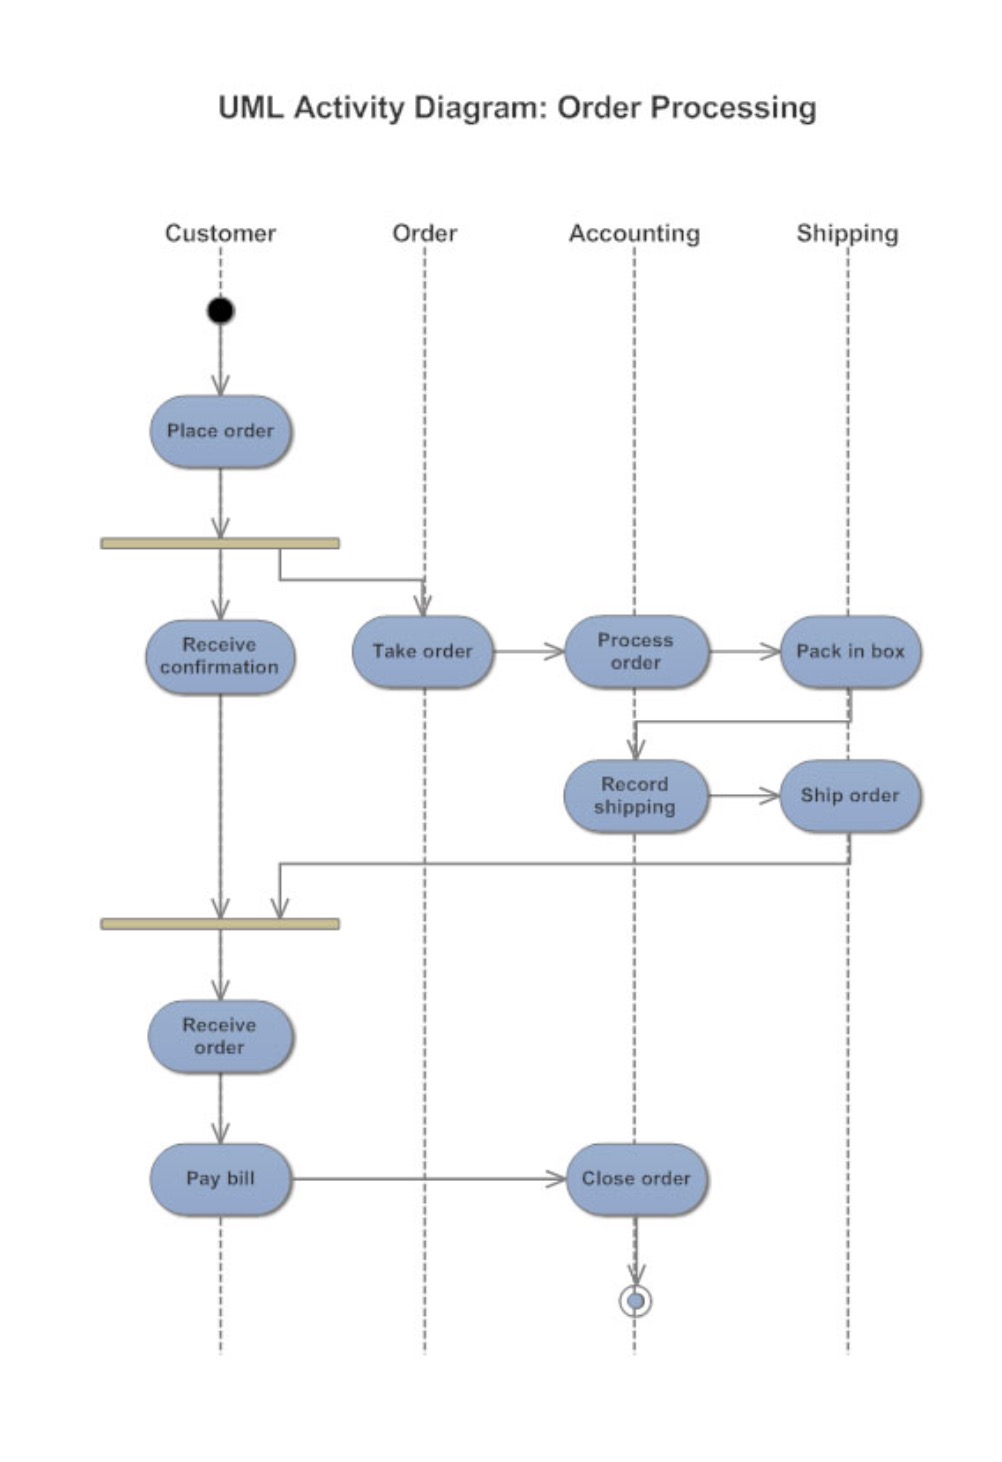 UML Activity Diagram: Order Processing
Customer
Order
Accounting
Shipping
Place order
Receive
confirmation
Take order
Process
order
Pack in box
Record
shipping
Ship order
Receive
order
Pay bill
Close order